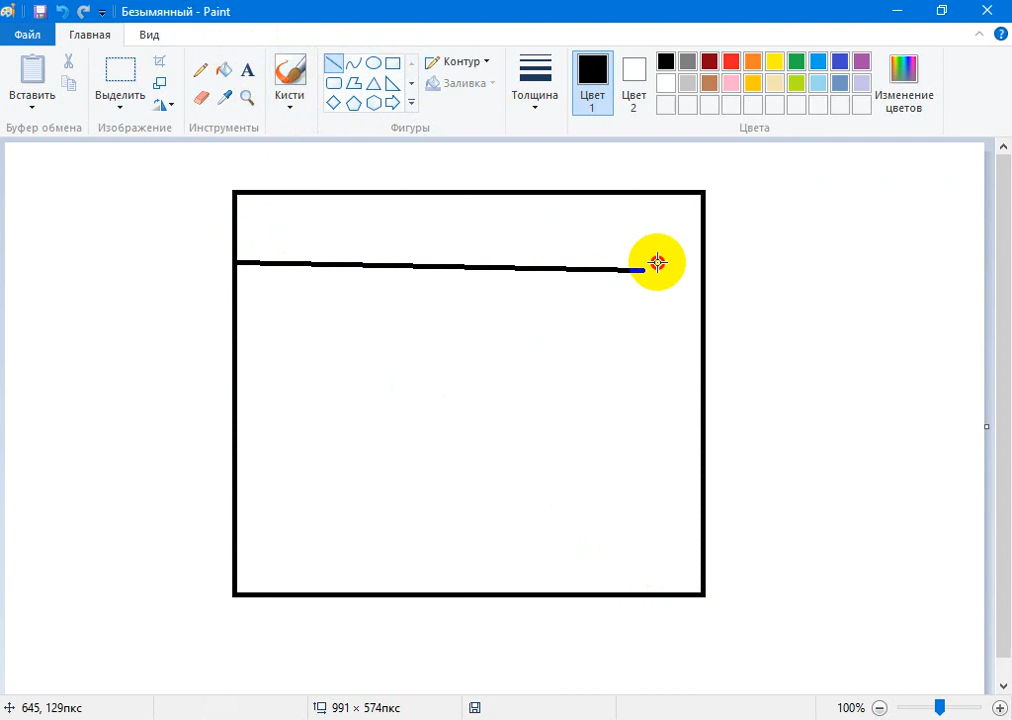 Безымянный - Paint
Файл Главная Вид
Вставить Выделить Кисти Контур Заливка Толщина Цвет 1 Цвет 2 Изменение цветов
Буфер обмена Изображение Инструменты Фигуры Цвета
645, 129пкс 991 × 574пкс 100%